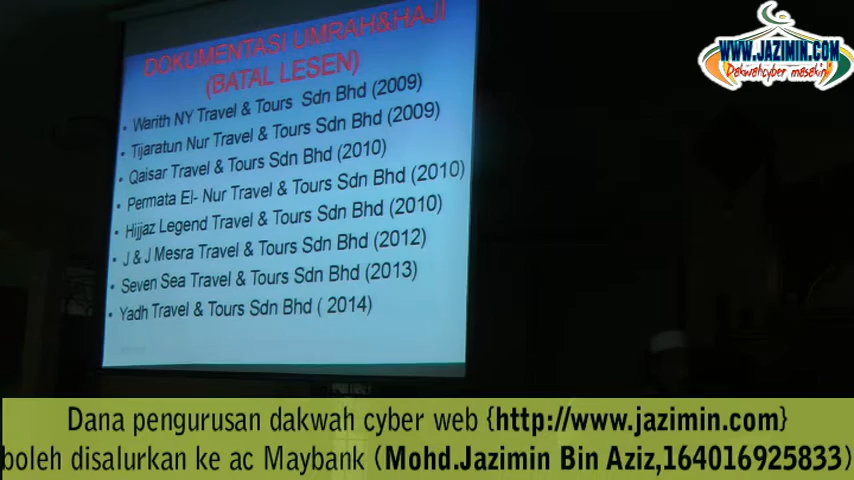 DOKUMENTASI UMRAH&HAJI
(BATAL LESEN)
• Warith NY Travel & Tours Sdn Bhd (2009)
• Tijaratun Nur Travel & Tours Sdn Bhd (2009)
• Qaisar Travel & Tours Sdn Bhd (2010)
• Permata El- Nur Travel & Tours Sdn Bhd (2010)
• Hijjaz Legend Travel & Tours Sdn Bhd (2010)
• J & J Mesra Travel & Tours Sdn Bhd (2012)
• Seven Sea Travel & Tours Sdn Bhd (2013)
• Yadh Travel & Tours Sdn Bhd ( 2014)
WWW.JAZIMIN.COM
Dakwahcyber masakini
Dana pengurusan dakwah cyber web {http://www.jazimin.com}
boleh disalurkan ke ac Maybank (Mohd.Jazimin Bin Aziz,164016925833)